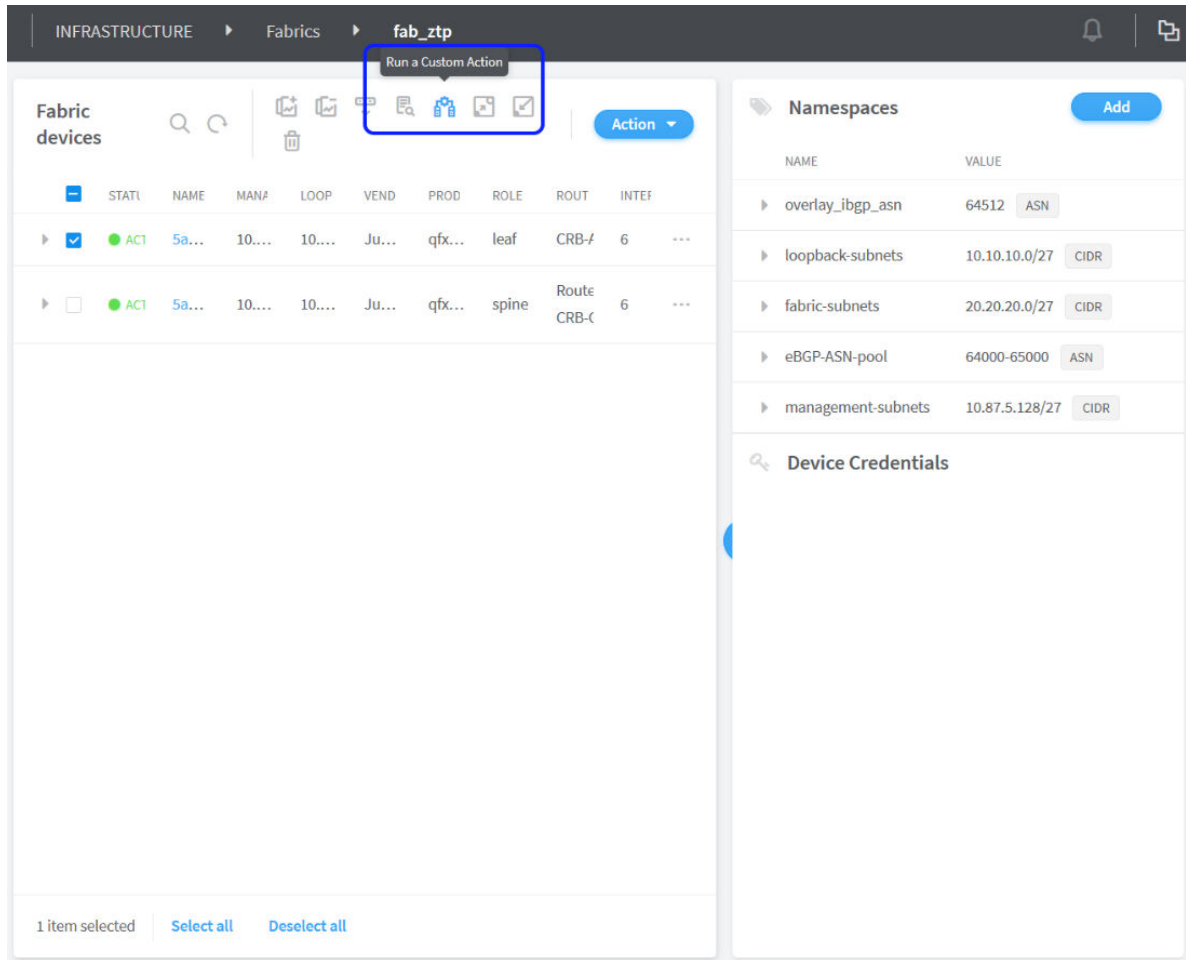 INFRASTRUCTURE Fabrics fab_ztp
Run a Custom Action
Fabric
devices
Action
STATU NAME MANA LOOP VEND PROD ROLE ROUT INTEF
ACT 5a... 10.... 10.... Ju... qfx... leaf CRB-A 6 ...
ACT 5a... 10.... 10.... Ju... qfx... spine Route 6 ...
CRB-G
1 item selected Select all Deselect all
Namespaces Add
NAME VALUE
overlay_ibgp_asn 64512 ASN
loopback-subnets 10.10.10.0/27 CIDR
fabric-subnets 20.20.20.0/27 CIDR
eBGP-ASN-pool 64000-65000 ASN
management-subnets 10.87.5.128/27 CIDR
Device Credentials